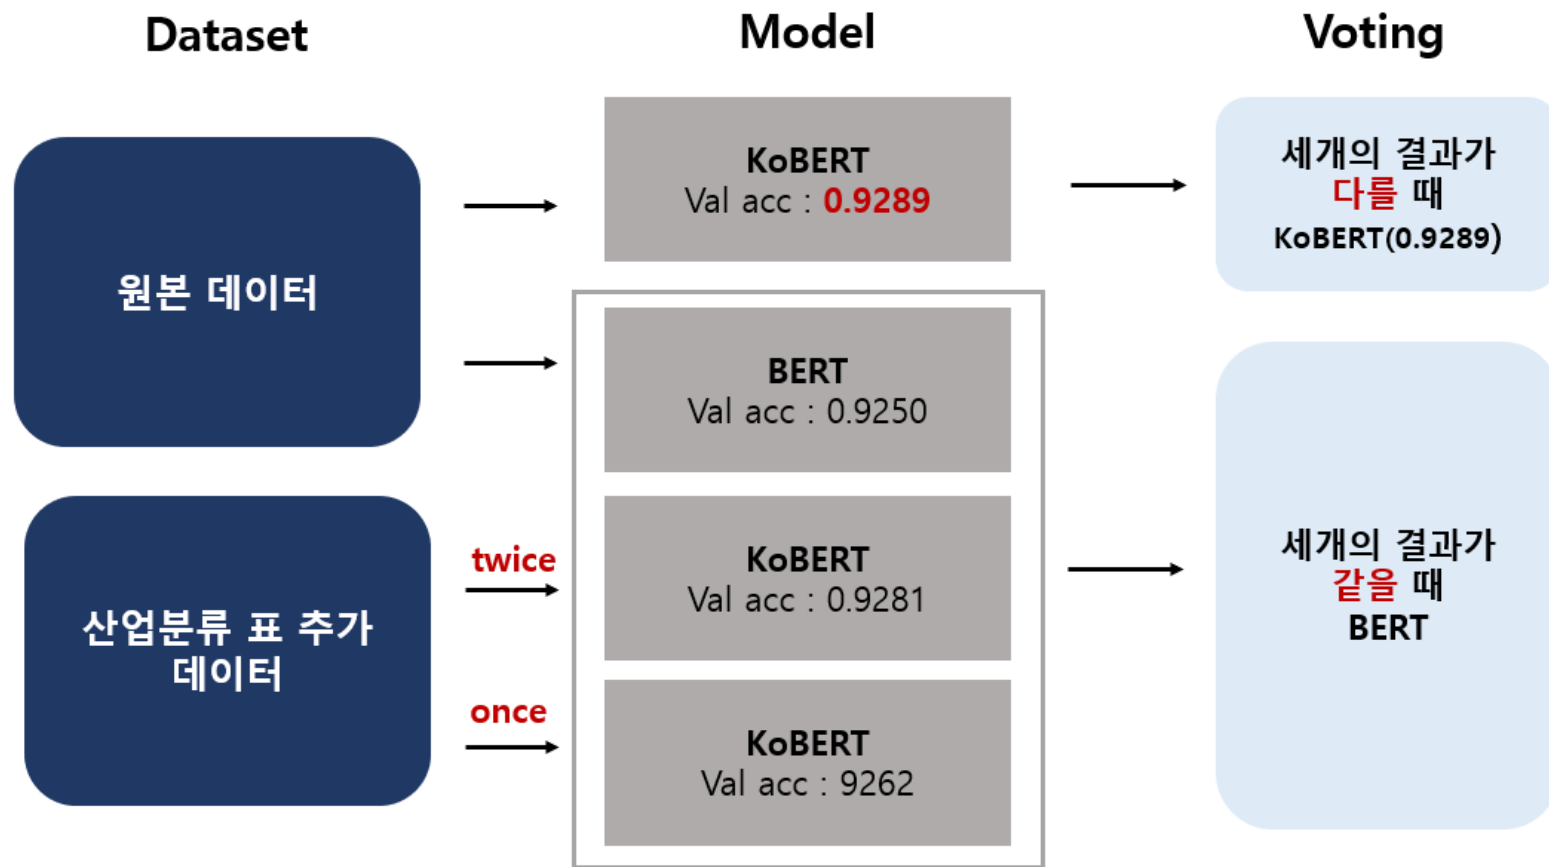 Dataset
Model
Voting
원본 데이터
산업분류 표 추가
데이터
twice
once
KoBERT
Val acc : 0.9289
BERT
Val acc : 0.9250
KoBERT
Val acc : 0.9281
KoBERT
Val acc : 9262
세개의 결과가
다를 때
KoBERT(0.9289)
세개의 결과가
같을 때
BERT